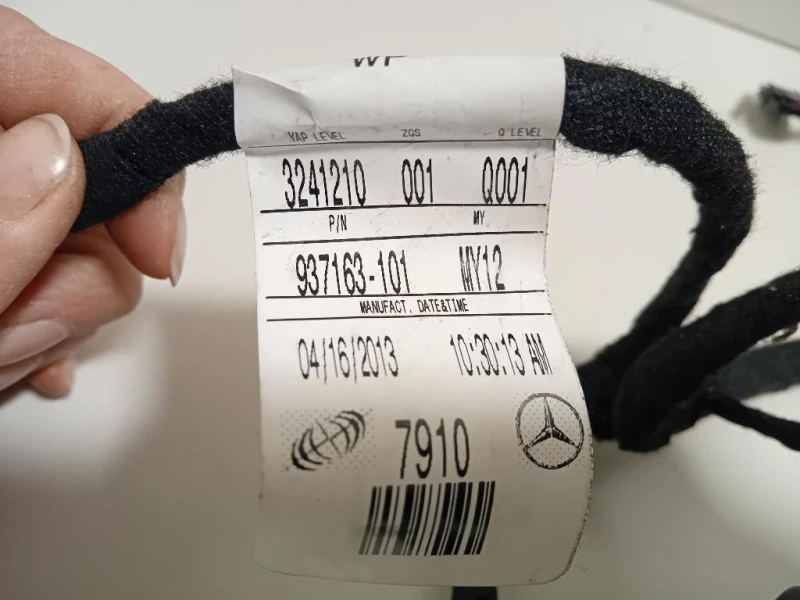 YAP LEVEL ZGS Q LEVEL
3241210 001 Q001
P/N MY
937163-101 MY12
MANUFACT. DATE&TIME
04/16/2013 10:30:13 AM
7910